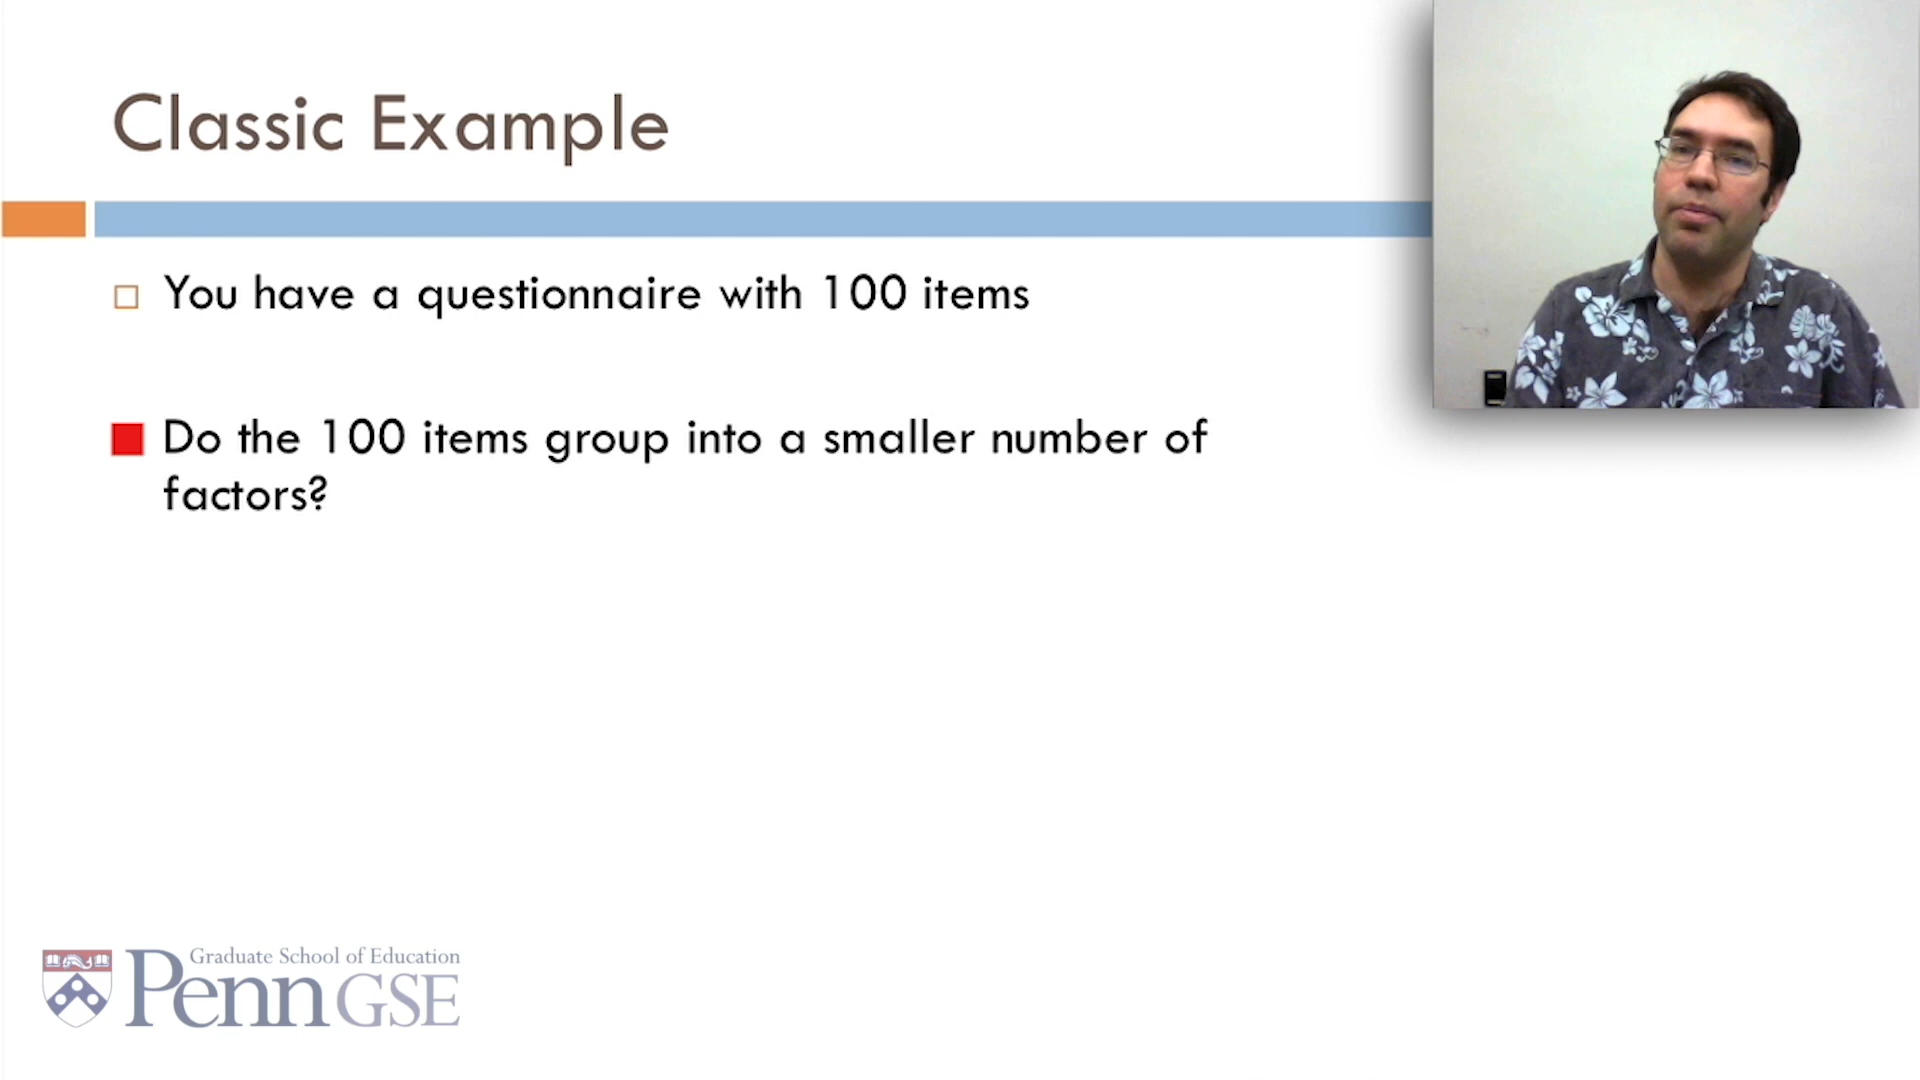 Classic Example
You have a questionnaire with 100 items
Do the 100 items group into a smaller number of
factors?
Graduate School of Education
Penn GSE